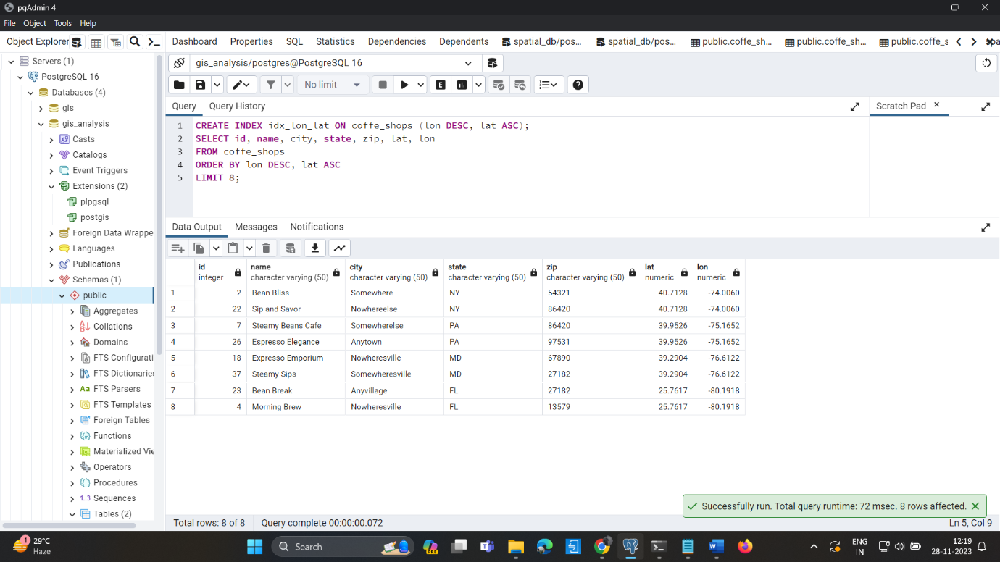 pgAdmin 4
File Object Tools Help
Object Explorer
Dashboard Properties SQL Statistics Dependencies Dependents spatial_db/pos... spatial_db/pos... public.coffe_sh... public.coffe_sh... public.coffe_s
Servers (1)
PostgreSQL 16
Databases (4)
gis
gis_analysis
Casts
Catalogs
Event Triggers
Extensions (2)
plpgsql
postgis
Foreign Data Wrappe
Languages
Publications
Schemas (1)
public
Aggregates
Collations
Domains
FTS Configurati
FTS Dictionaries
Aa FTS Parsers
FTS Templates
Foreign Tables
Functions
Materialized Vie
Operators
Procedures
1..3 Sequences
Tables (2)
gis_analysis/postgres@PostgreSQL 16
No limit
E
Query Query History
Scratch Pad
1 CREATE INDEX idx_lon_lat ON coffe_shops (lon DESC, lat ASC);
2 SELECT id, name, city, state, zip, lat, lon
3 FROM coffe_shops
4 ORDER BY lon DESC, lat ASC
5 LIMIT 8;
Data Output Messages Notifications
id name city state zip lat lon
integer character varying (50) character varying (50) character varying (50) character varying (50) numeric numeric
1 2 Bean Bliss Somewhere NY 54321 40.7128 -74.0060
2 22 Sip and Savor Nowhereelse NY 86420 40.7128 -74.0060
3 7 Steamy Beans Cafe Somewherelse PA 86420 39.9526 -75.1652
4 26 Espresso Elegance Anytown PA 97531 39.9526 -75.1652
5 18 Expresso Emporium Nowheresville MD 67890 39.2904 -76.6122
6 37 Steamy Sips Somewheresville MD 27182 39.2904 -76.6122
7 23 Bean Break Anyvillage FL 27182 25.7617 -80.1918
8 4 Morning Brew Nowheresville FL 13579 25.7617 -80.1918
Successfully run. Total query runtime: 72 msec. 8 rows affected.
Total rows: 8 of 8 Query complete 00:00:00.072 Ln 5, Col 9
1 29°C
Haze
Search
PRE
ENG
IN
12:19
28-11-2023